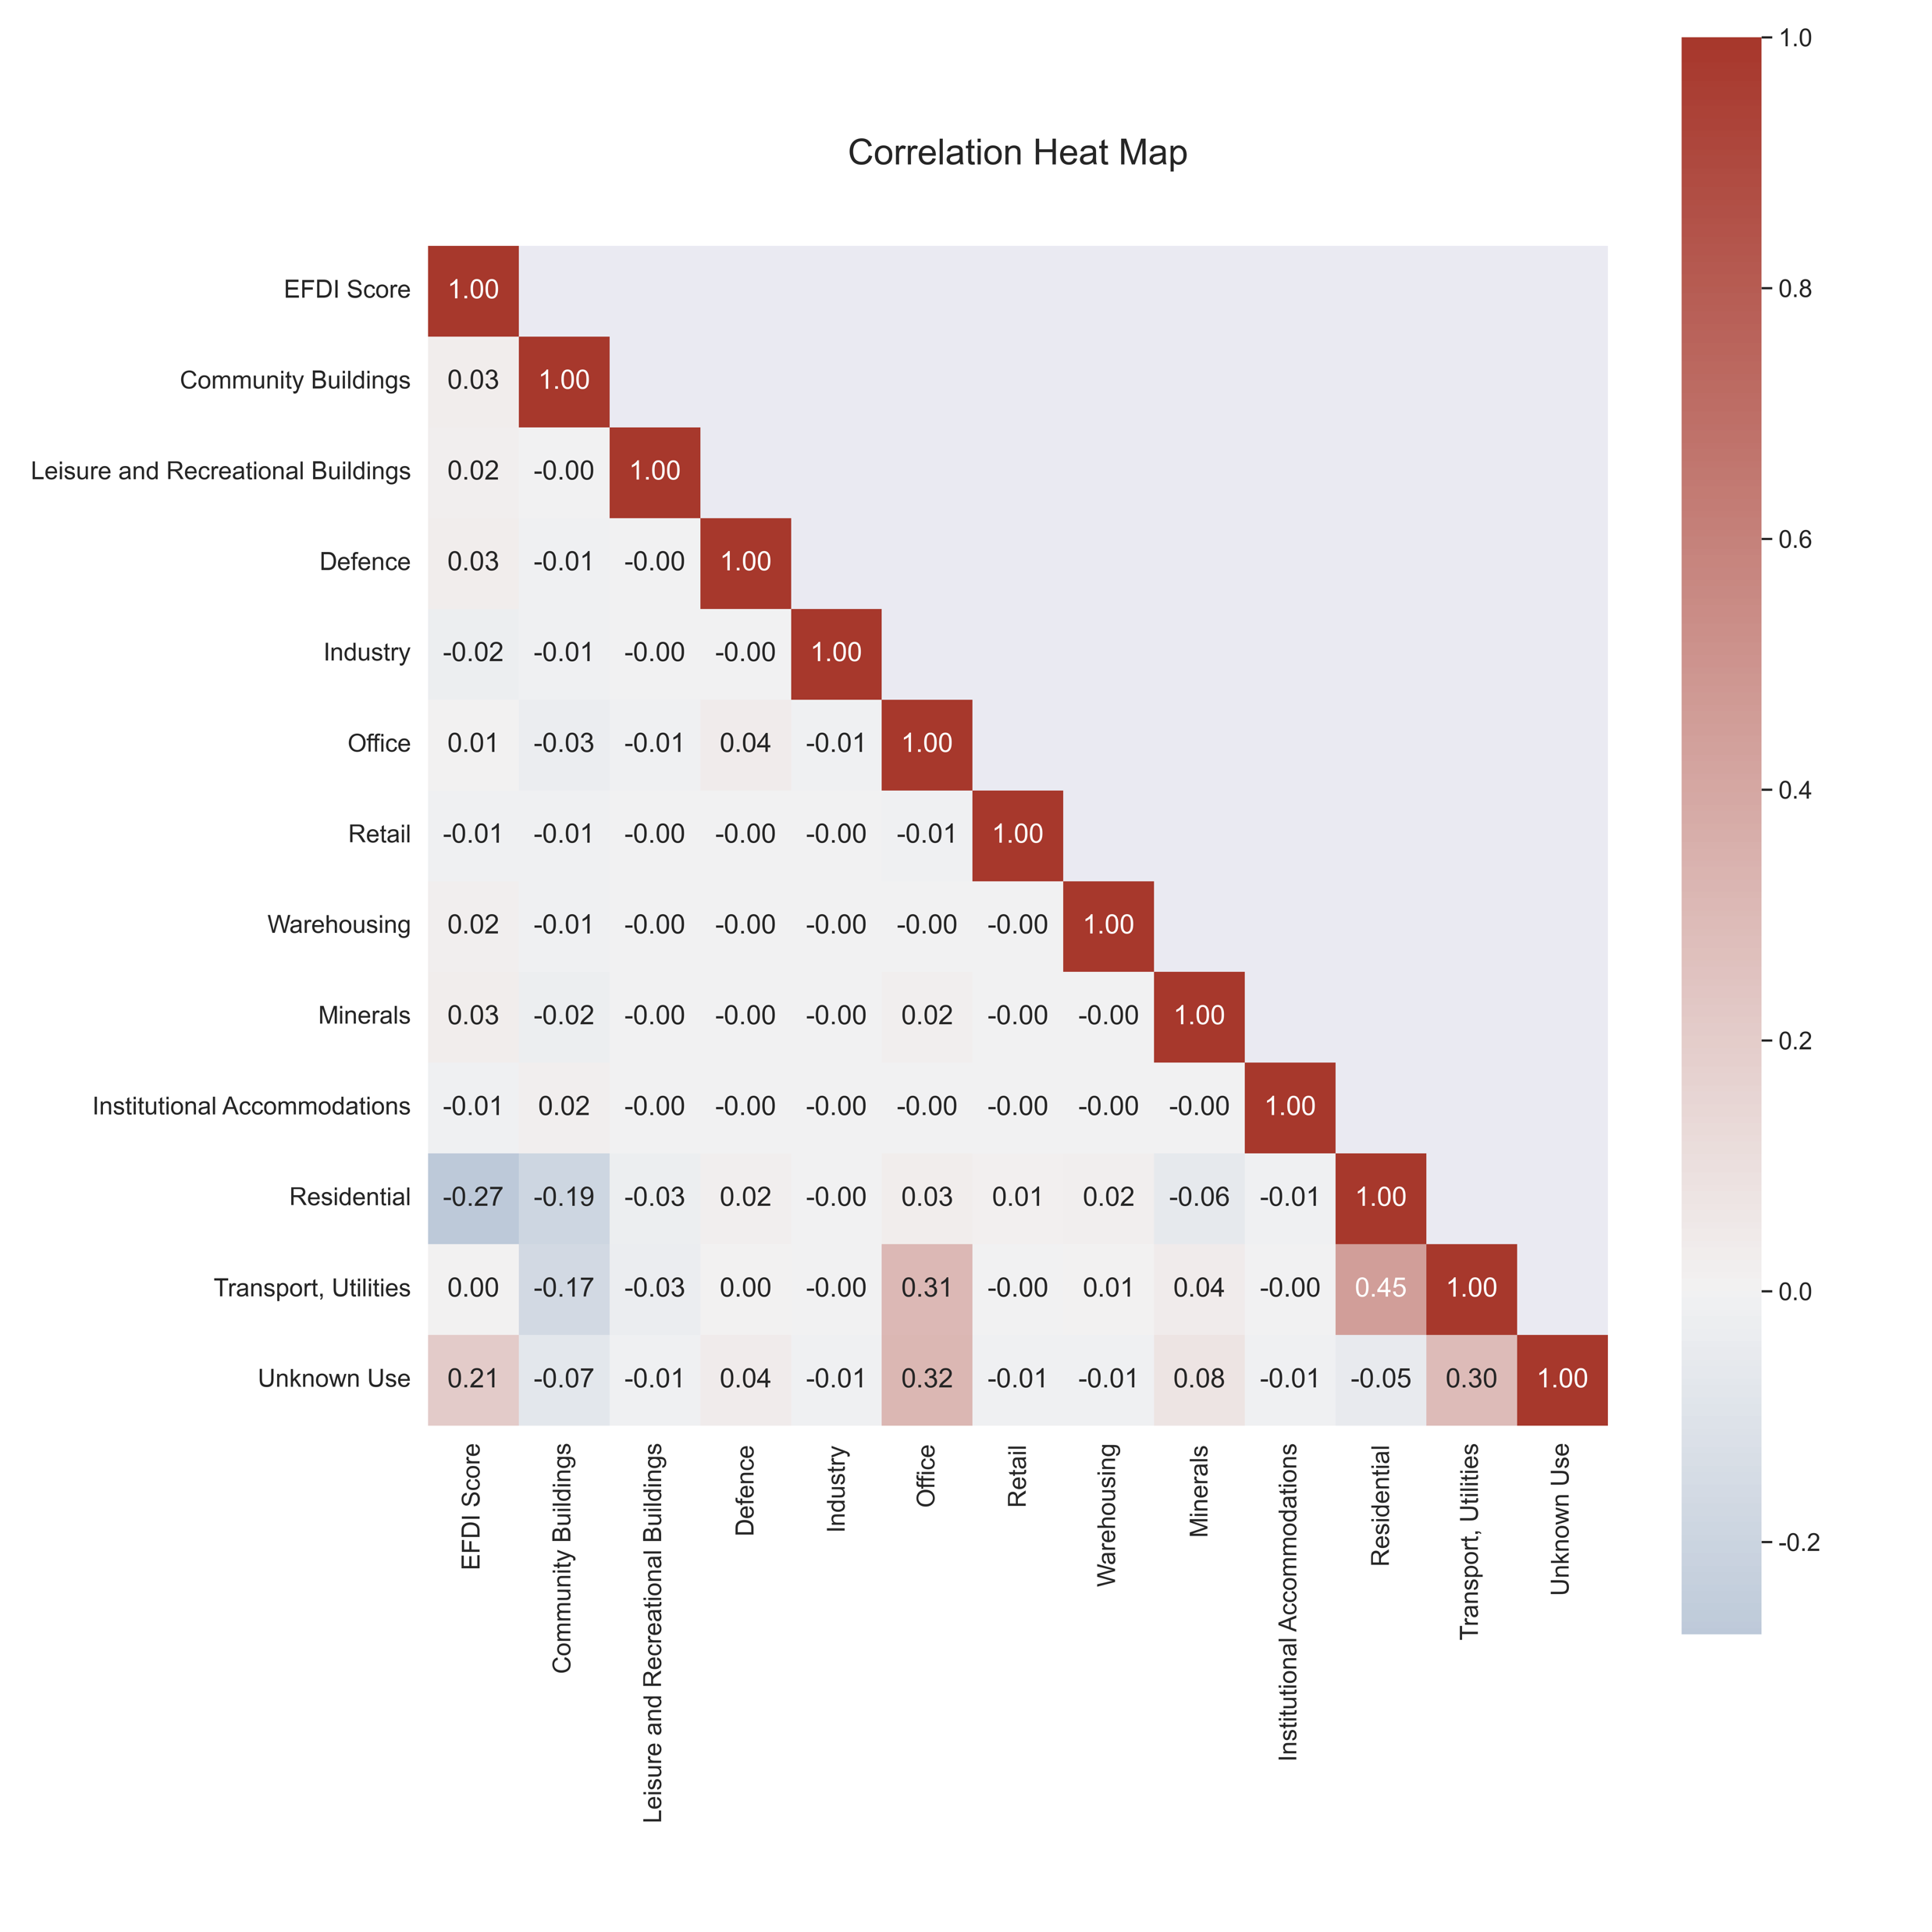 Correlation Heat Map
EFDI Score 1.00
Community Buildings 0.03 1.00
Leisure and Recreational Buildings 0.02 -0.00 1.00
Defence 0.03 -0.01 -0.00 1.00
Industry -0.02 -0.01 -0.00 -0.00 1.00
Office 0.01 -0.03 -0.01 0.04 -0.01 1.00
Retail -0.01 -0.01 -0.00 -0.00 -0.00 -0.01 1.00
Warehousing 0.02 -0.01 -0.00 -0.00 -0.00 -0.00 -0.00 1.00
Minerals 0.03 -0.02 -0.00 -0.00 -0.00 0.02 -0.00 -0.00 1.00
Institutional Accommodations -0.01 0.02 -0.00 -0.00 -0.00 -0.00 -0.00 -0.00 -0.00 1.00
Residential -0.27 -0.19 -0.03 0.02 -0.00 0.03 0.01 0.02 -0.06 -0.01 1.00
Transport, Utilities 0.00 -0.17 -0.03 0.00 -0.00 0.31 -0.00 0.01 0.04 -0.00 0.45 1.00
Unknown Use 0.21 -0.07 -0.01 0.04 -0.01 0.32 -0.01 -0.01 0.08 -0.01 -0.05 0.30 1.00
EFDI Score
Community Buildings
Leisure and Recreational Buildings
Defence
Industry
Office
Retail
Warehousing
Minerals
Institutional Accommodations
Residential
Transport, Utilities
Unknown Use
1.0
0.8
0.6
0.4
0.2
0.0
-0.2